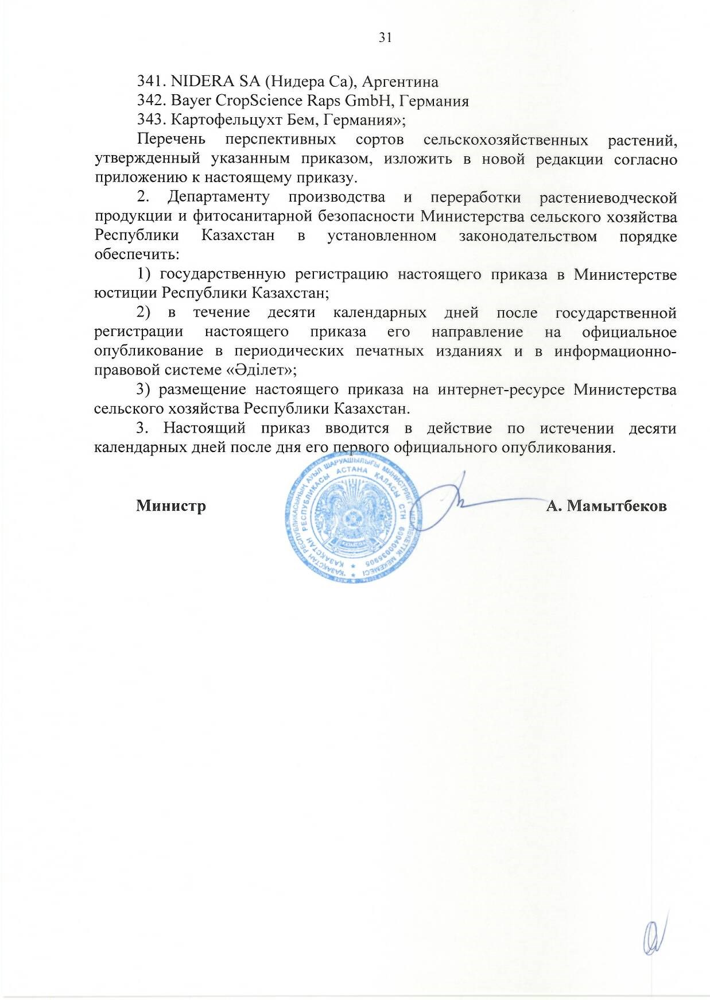 31
341. NIDERA SA (Нидера Са), Аргентина
342. Bayer CropScience Raps GmbH, Германия
343. Картофельцухт Бем, Германия»;
Перечень перспективных сортов сельскохозяйственных растений,
утвержденный указанным приказом, изложить в новой редакции согласно
приложению к настоящему приказу.
2. Департаменту производства и переработки растениеводческой
продукции и фитосанитарной безопасности Министерства сельского хозяйства
Республики Казахстан в установленном законодательством порядке
обеспечить:
1) государственную регистрацию настоящего приказа в Министерстве
юстиции Республики Казахстан;
2) в течение десяти календарных дней после государственной
регистрации настоящего приказа его направление на официальное
опубликование в периодических печатных изданиях и в информационно-
правовой системе «Әділет»;
3) размещение настоящего приказа на интернет-ресурсе Министерства
сельского хозяйства Республики Казахстан.
3. Настоящий приказ вводится в действие по истечении десяти
календарных дней после дня его первого официального опубликования.
ҚАЗАҚСТАН РЕСПУБЛИКАСЫНЫҢ АУЫЛ ШАРУАШЫЛЫҒЫ МИНИСТРЛІГІ МЕМЛЕКЕТТІК МЕКЕМЕСІ
ҚАЗАҚСТАН РЕСПУБЛИКАСЫ АСТАНА ҚАЛАСЫ СТН 600400035905
Министр А. Мамытбеков